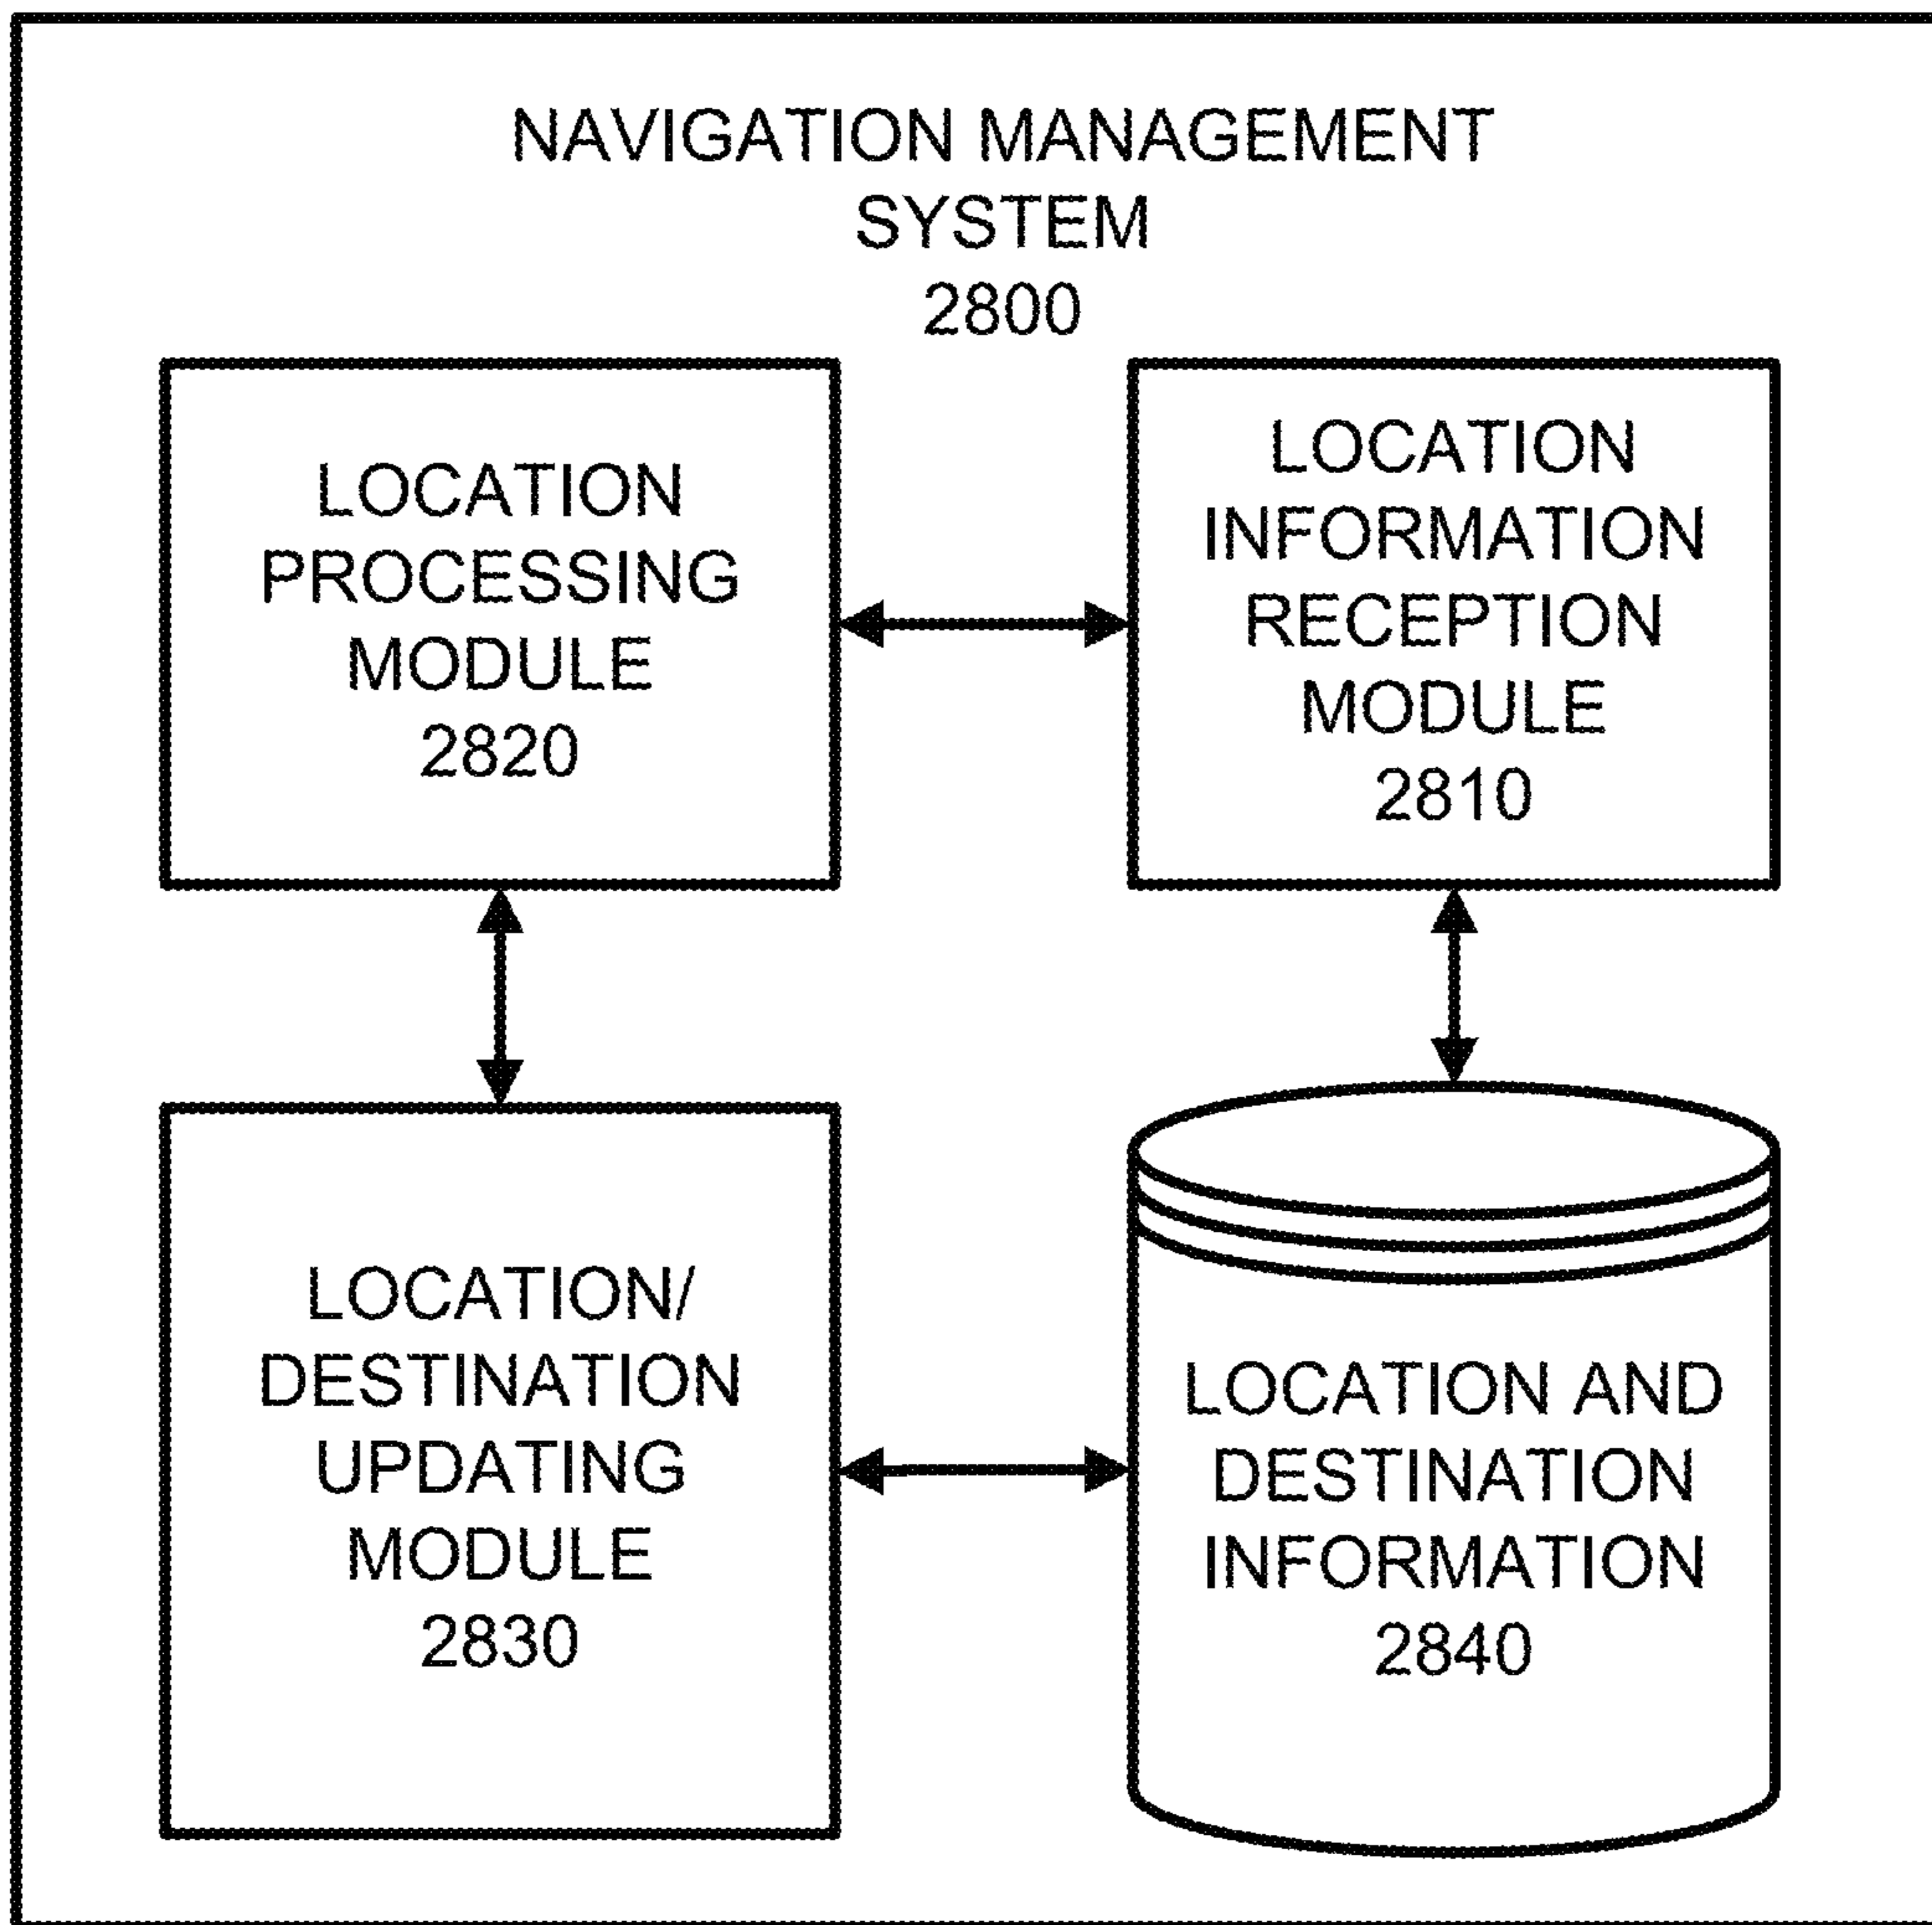 NAVIGATION MANAGEMENT
SYSTEM
2800
LOCATION
PROCESSING
MODULE
2820
LOCATION
INFORMATION
RECEPTION
MODULE
2810
LOCATION/
DESTINATION
UPDATING
MODULE
2830
LOCATION AND
DESTINATION
INFORMATION
2840